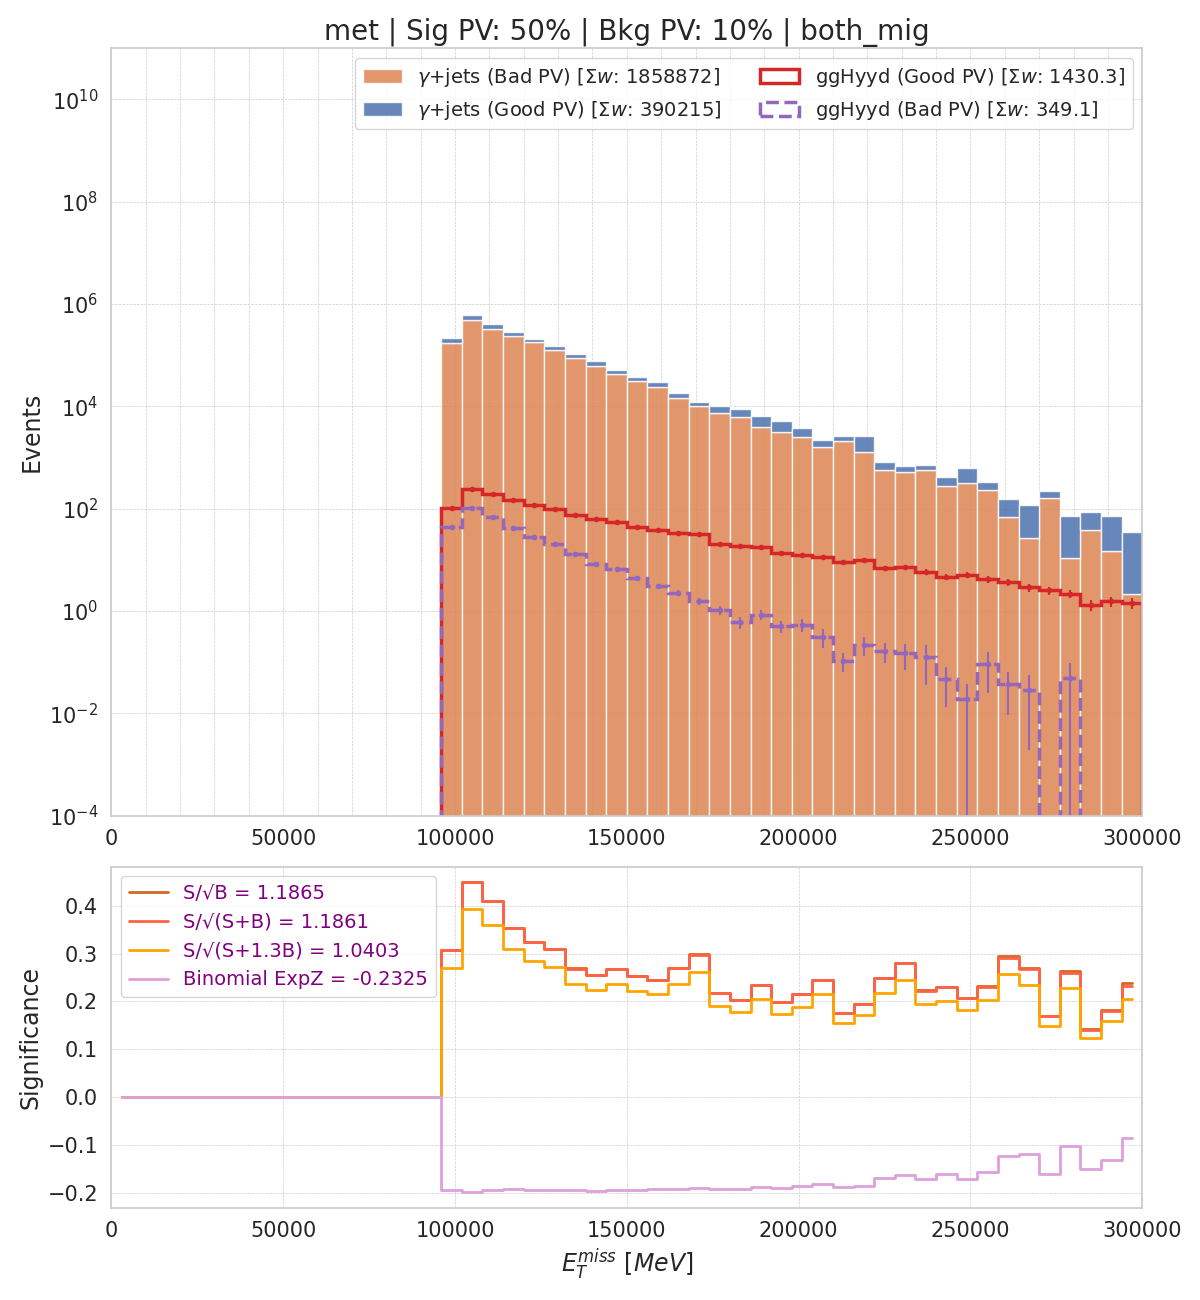 met | Sig PV: 50% | Bkg PV: 10% | both_mig
γ+jets (Bad PV) [Σw: 1858872]
γ+jets (Good PV) [Σw: 390215]
ggHyyd (Good PV) [Σw: 1430.3]
ggHyyd (Bad PV) [Σw: 349.1]
Events
10^10
10^8
10^6
10^4
10^2
10^0
10^−2
10^−4
0 50000 100000 150000 200000 250000 300000
S/√B = 1.1865
S/√(S+B) = 1.1861
S/√(S+1.3B) = 1.0403
Binomial ExpZ = -0.2325
Significance
0.4
0.3
0.2
0.1
0.0
−0.1
−0.2
0 50000 100000 150000 200000 250000 300000
E_T^miss [MeV]